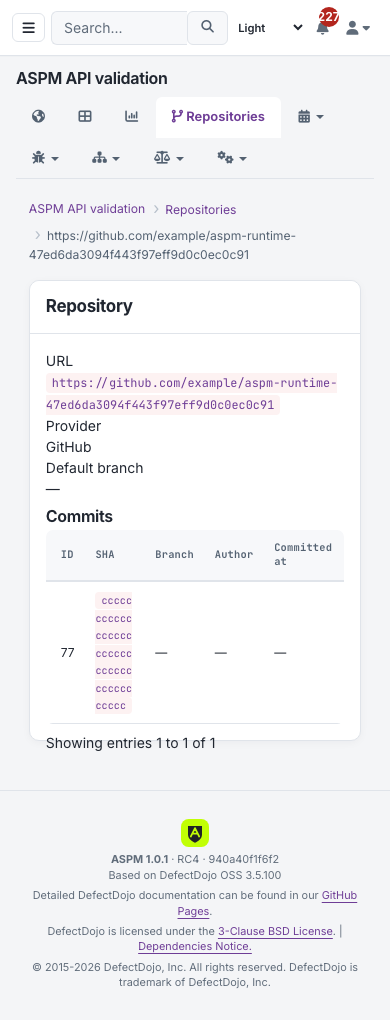 Search...
Light
227
ASPM API validation
Repositories
ASPM API validation > Repositories
> https://github.com/example/aspm-runtime-
47ed6da3094f443f97eff9d0c0ec0c91
Repository
URL
https://github.com/example/aspm-runtime-
47ed6da3094f443f97eff9d0c0ec0c91
Provider
GitHub
Default branch
—
Commits
ID SHA Branch Author Committed
at
ccccc
cccccc
cccccc
77 cccccc — — —
cccccc
cccccc
ccccc
Showing entries 1 to 1 of 1
ASPM 1.0.1 · RC4 · 940a40f1f6f2
Based on DefectDojo OSS 3.5.100
Detailed DefectDojo documentation can be found in our GitHub
Pages.
DefectDojo is licensed under the 3-Clause BSD License. |
Dependencies Notice.
© 2015-2026 DefectDojo, Inc. All rights reserved. DefectDojo is
trademark of DefectDojo, Inc.